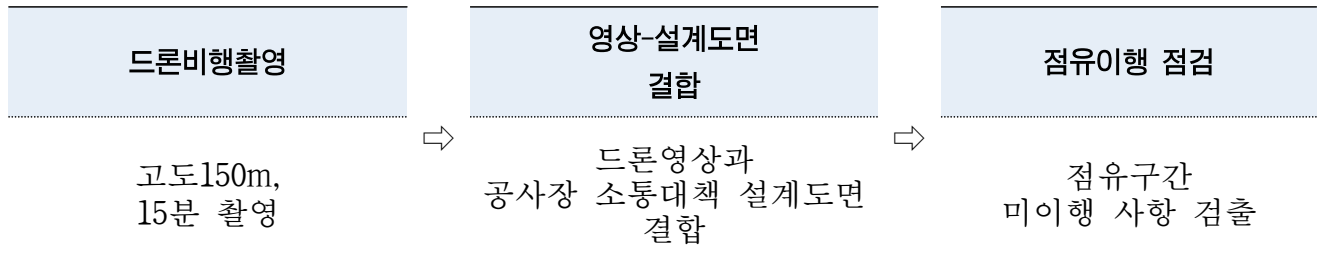 드론비행촬영
고도150m,
15분 촬영
⇨
영상-설계도면
결합
드론영상과
공사장 소통대책 설계도면
결합
⇨
점유이행 점검
점유구간
미이행 사항 검출